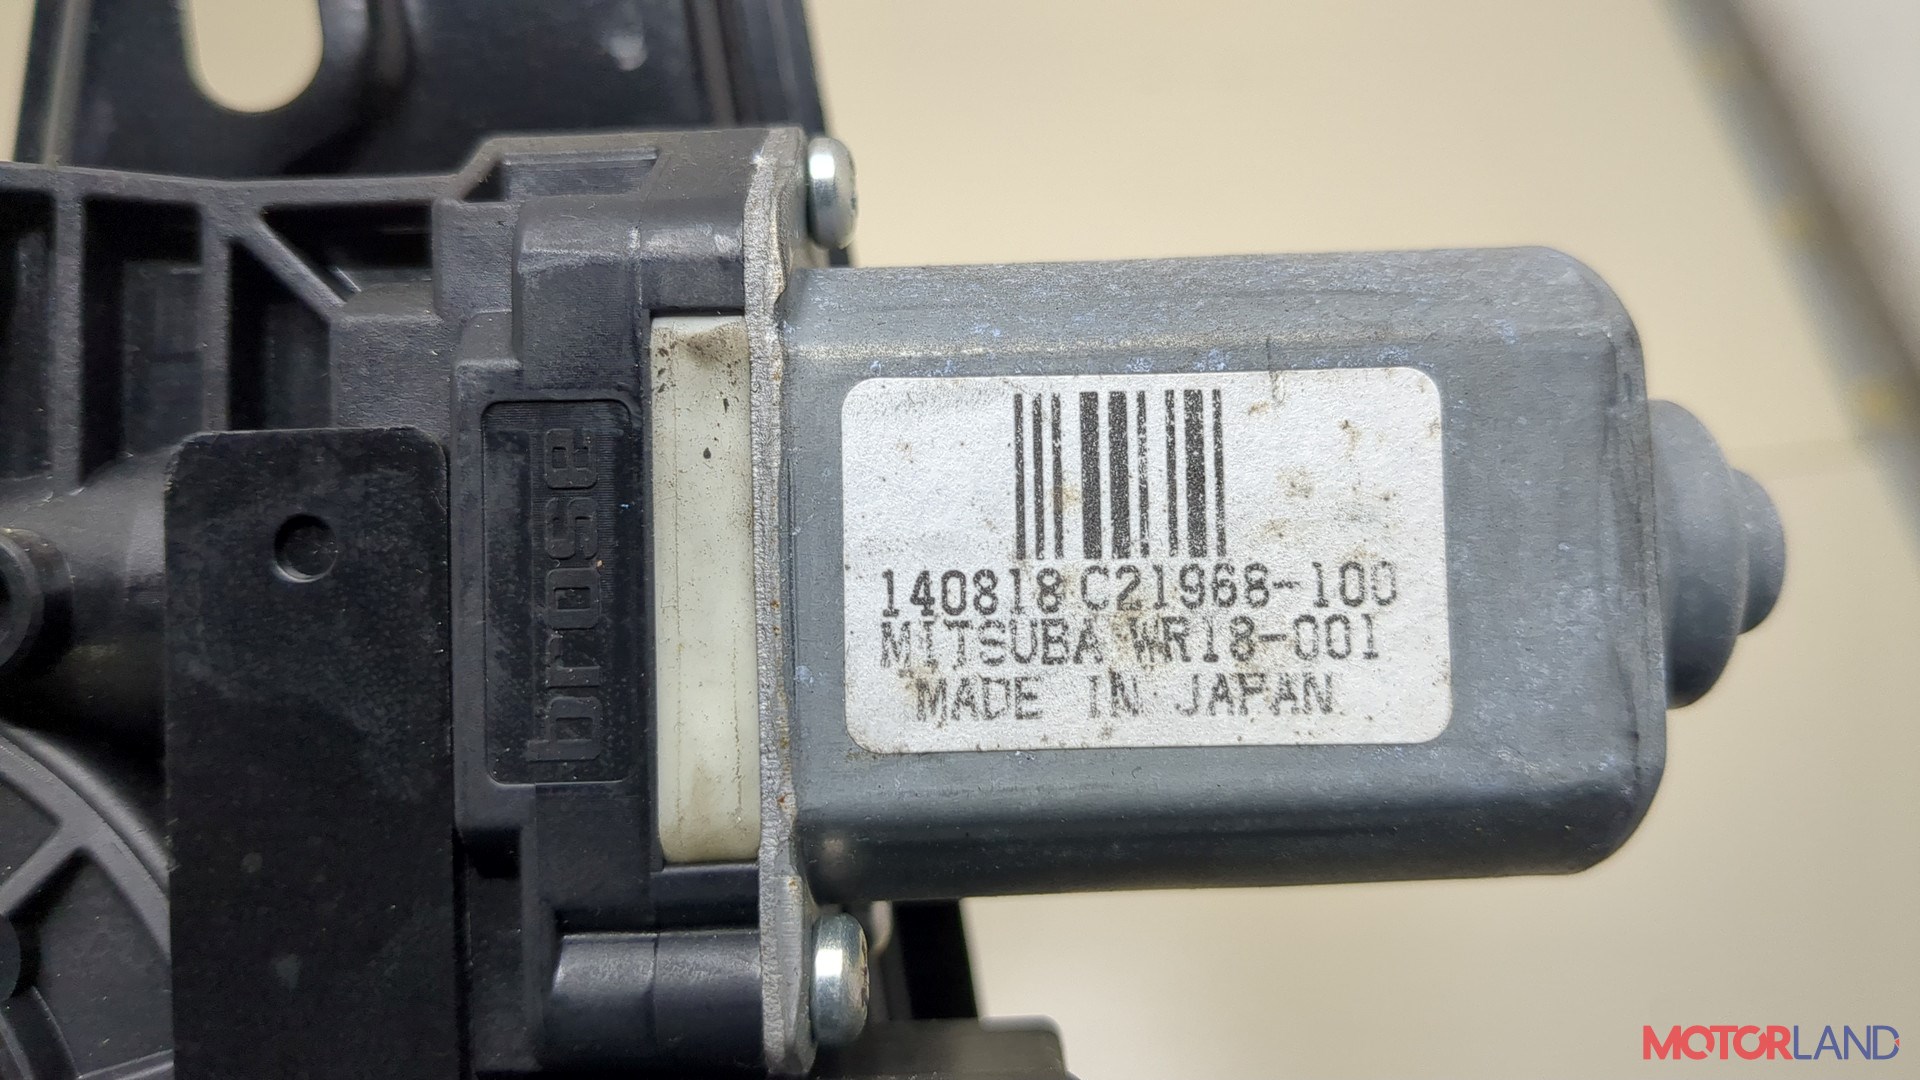 brose
140818 C21968-100
MITSUBA WR18-001
MADE IN JAPAN
MOTORLAND